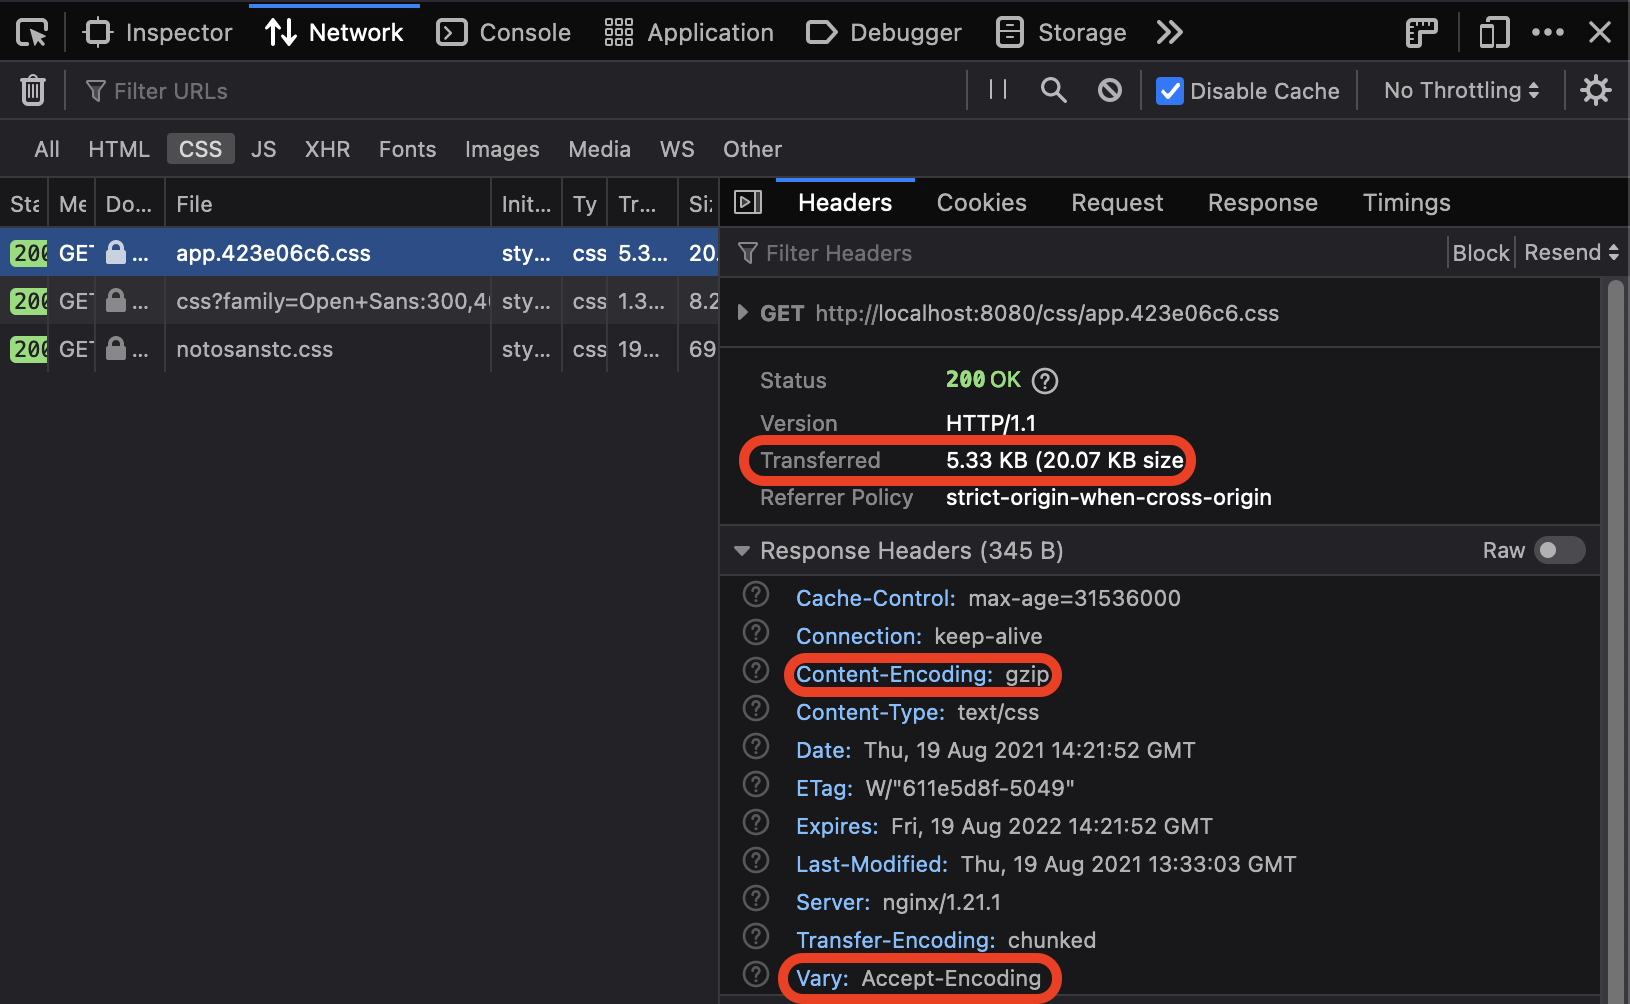 Inspector Network Console Application Debugger Storage
Filter URLs Disable Cache No Throttling
All HTML CSS JS XHR Fonts Images Media WS Other
Sta Me Do... File Init... Ty Tr... Si
200 GET ... app.423e06c6.css sty... css 5.3... 20.
200 GET ... css?family=Open+Sans:300,40 sty... css 1.3... 8.2
200 GET ... notosanstc.css sty... css 19... 69
Headers Cookies Request Response Timings
Filter Headers Block Resend
GET http://localhost:8080/css/app.423e06c6.css
Status 200 OK
Version HTTP/1.1
Transferred 5.33 KB (20.07 KB size
Referrer Policy strict-origin-when-cross-origin
Response Headers (345 B) Raw
Cache-Control: max-age=31536000
Connection: keep-alive
Content-Encoding: gzip
Content-Type: text/css
Date: Thu, 19 Aug 2021 14:21:52 GMT
ETag: W/"611e5d8f-5049"
Expires: Fri, 19 Aug 2022 14:21:52 GMT
Last-Modified: Thu, 19 Aug 2021 13:33:03 GMT
Server: nginx/1.21.1
Transfer-Encoding: chunked
Vary: Accept-Encoding